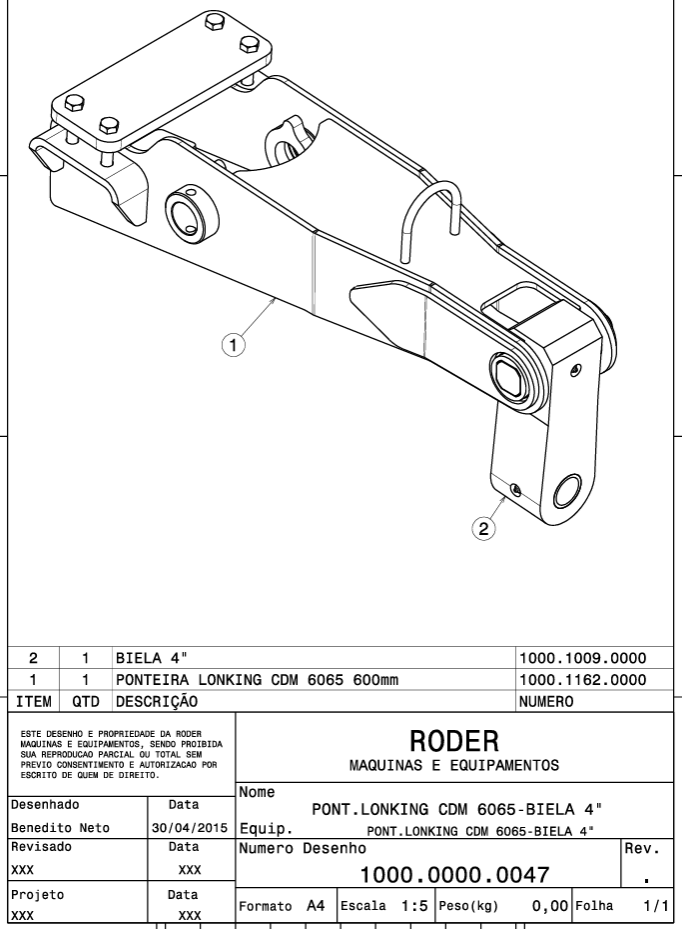 1
2
2 1 BIELA 4" 1000.1009.0000
1 1 PONTEIRA LONKING CDM 6065 600mm 1000.1162.0000
ITEM QTD DESCRIÇÃO NUMERO
ESTE DESENHO E PROPRIEDADE DA RODER
MAQUINAS E EQUIPAMENTOS, SENDO PROIBIDA
SUA REPRODUCAO PARCIAL OU TOTAL SEM
PREVIO CONSENTIMENTO E AUTORIZACAO POR
ESCRITO DE QUEM DE DIREITO.
RODER
MAQUINAS E EQUIPAMENTOS
Desenhado Data
Benedito Neto 30/04/2015
Nome
PONT.LONKING CDM 6065-BIELA 4"
Equip. PONT.LONKING CDM 6065-BIELA 4"
Revisado Data
XXX XXX
Numero Desenho
1000.0000.0047
Rev.
.
Projeto Data
XXX XXX
Formato A4 Escala 1:5 Peso(kg) 0,00 Folha 1/1